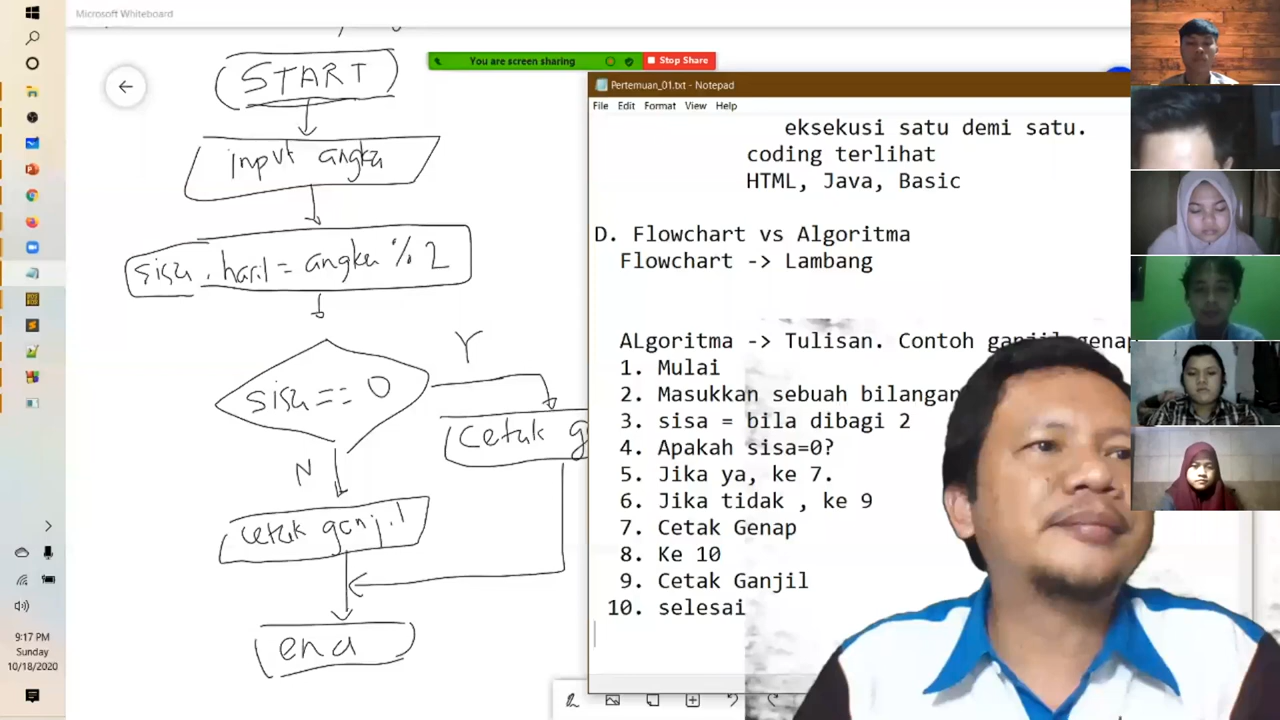 Microsoft Whiteboard
START
input angka
sisa. hasil = angka % 2
sisa == 0
Y
cetak g
N
cetak ganjil
end
You are screen sharing
Stop Share
Pertemuan_01.txt - Notepad
File Edit Format View Help
eksekusi satu demi satu.
coding terlihat
HTML, Java, Basic
D. Flowchart vs Algoritma
Flowchart -> Lambang
ALgoritma -> Tulisan. Contoh ganjil genap
1. Mulai
2. Masukkan sebuah bilangan
3. sisa = bila dibagi 2
4. Apakah sisa=0?
5. Jika ya, ke 7.
6. Jika tidak , ke 9
7. Cetak Genap
8. Ke 10
9. Cetak Ganjil
10. selesai
9:17 PM
Sunday
10/18/2020